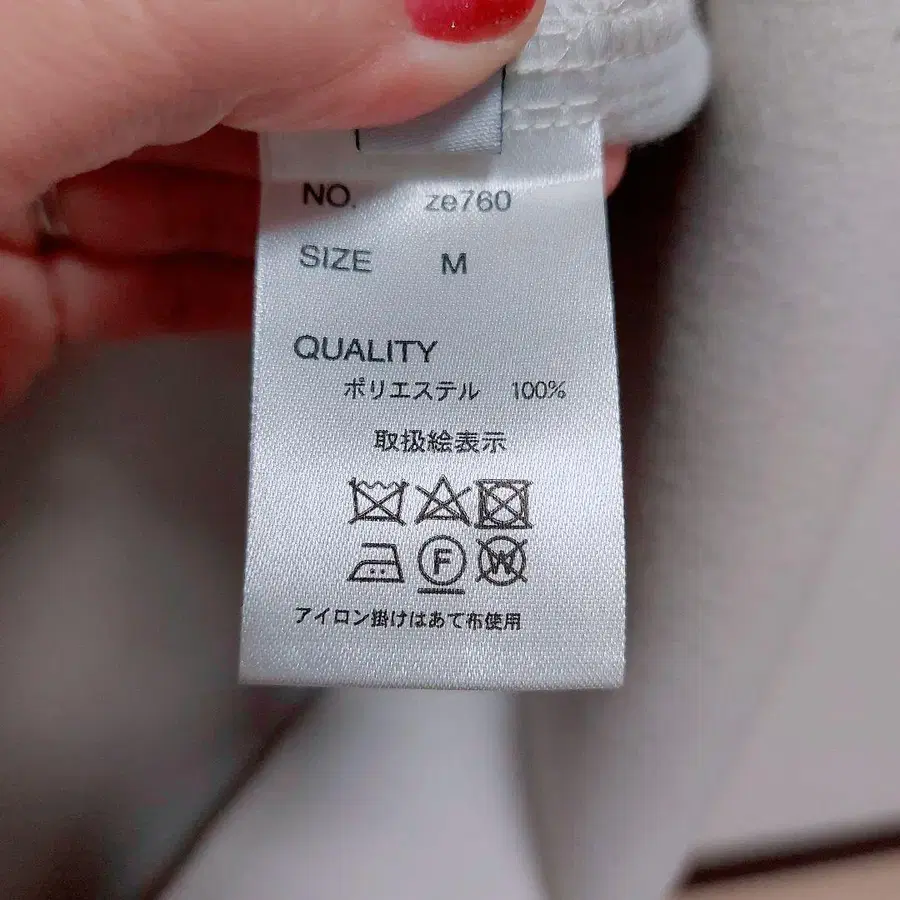 NO. ze760
SIZE M
QUALITY
ポリエステル 100%
取扱絵表示
F W
アイロン掛けはあて布使用